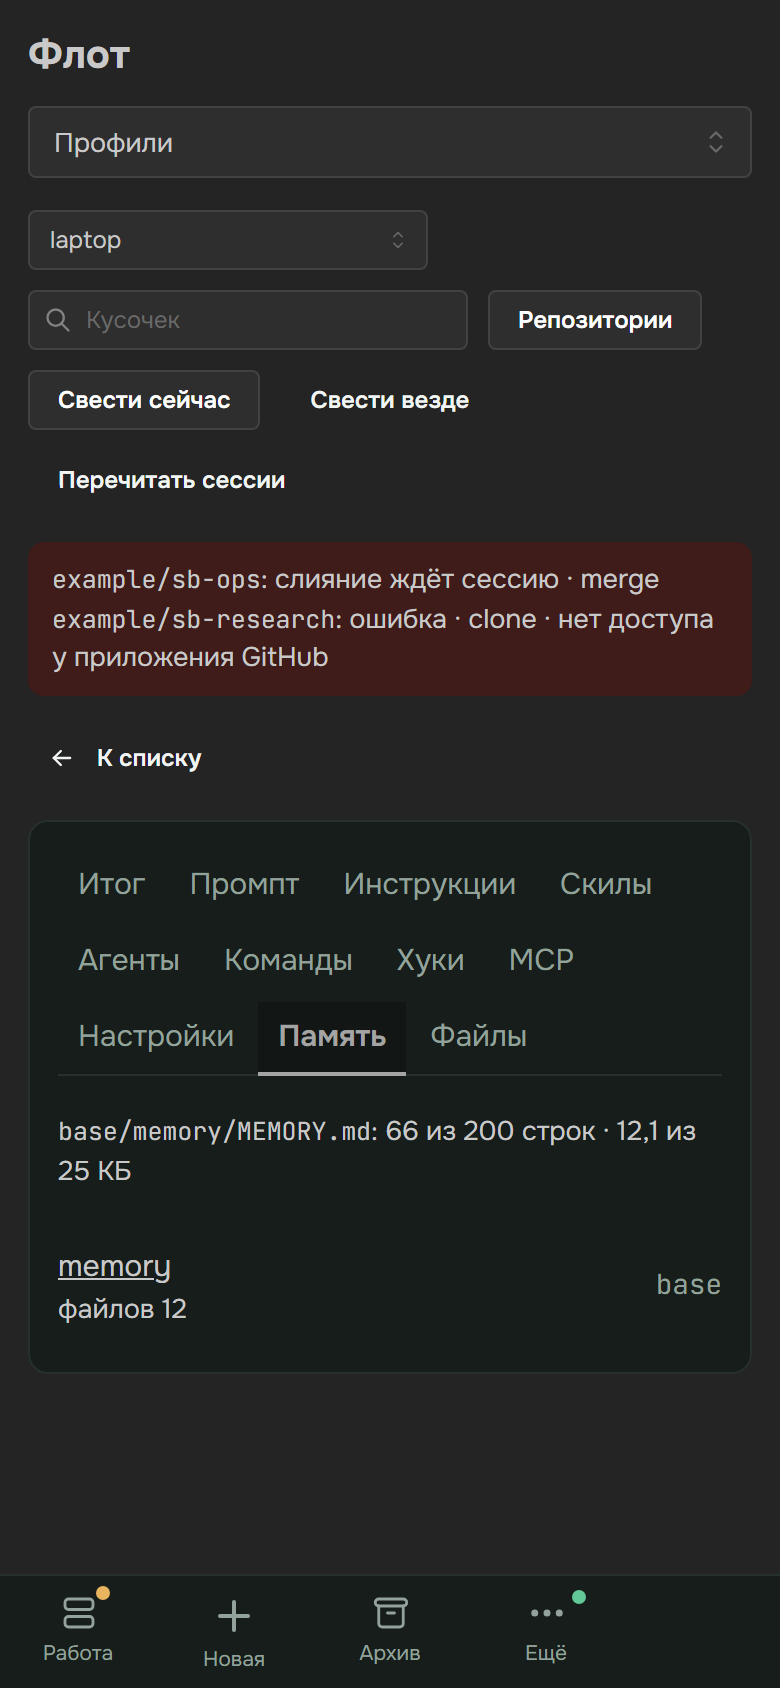 Флот
Профили
laptop
Кусочек
Репозитории
Свести сейчас
Свести везде
Перечитать сессии
example/sb-ops: слияние ждёт сессию · merge
example/sb-research: ошибка · clone · нет доступа
у приложения GitHub
К списку
Итог Промпт Инструкции Скилы
Агенты Команды Хуки MCP
Настройки Память Файлы
base/memory/MEMORY.md: 66 из 200 строк · 12,1 из
25 КБ
memory
файлов 12
base
Работа
Новая
Архив
Ещё